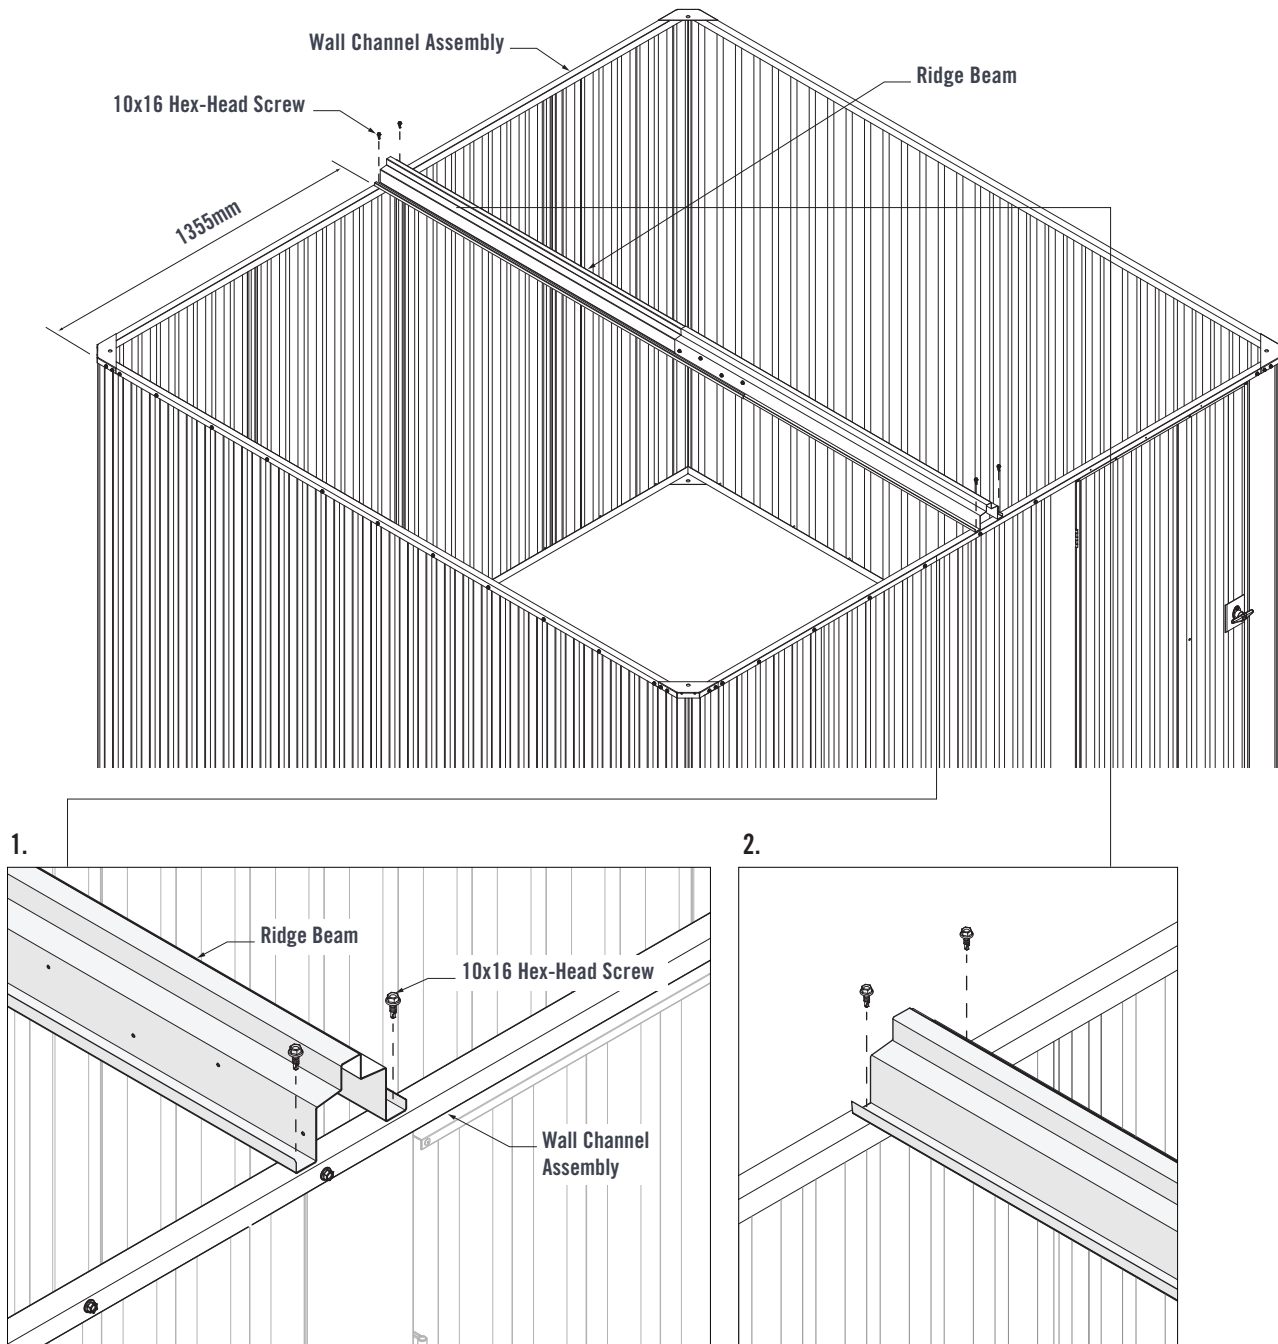 Wall Channel Assembly
Ridge Beam
10x16 Hex-Head Screw
1355mm
1.
2.
Ridge Beam
10x16 Hex-Head Screw
Wall Channel
Assembly